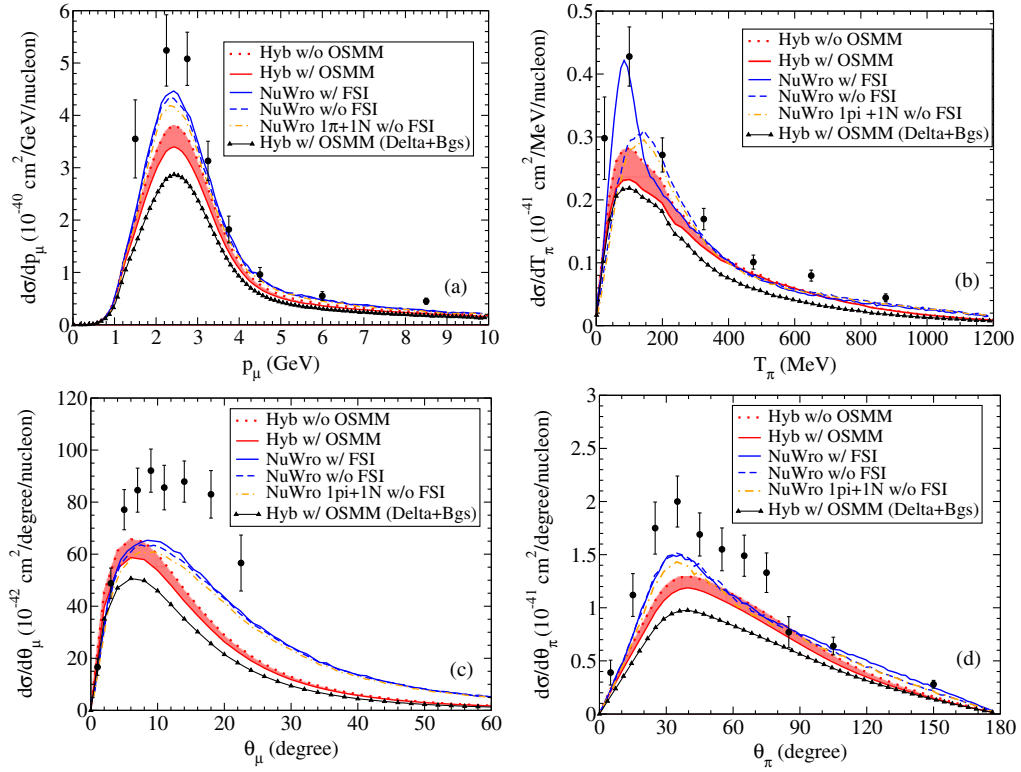 6
5
4
3
2
1
0
dσ/dp_μ (10⁻⁴⁰ cm²/GeV/nucleon)
Hyb w/o OSMM
Hyb w/ OSMM
NuWro w/ FSI
NuWro w/o FSI
NuWro 1π+1N w/o FSI
Hyb w/ OSMM (Delta+Bgs)
(a)
0 1 2 3 4 5 6 7 8 9 10
p_μ (GeV)
0.5
0.4
0.3
0.2
0.1
0
dσ/dT_π (10⁻⁴¹ cm²/MeV/nucleon)
Hyb w/o OSMM
Hyb w/ OSMM
NuWro w/ FSI
NuWro w/o FSI
NuWro 1pi +1N w/o FSI
Hyb w/ OSMM (Delta+Bgs)
(b)
0 200 400 600 800 1000 1200
T_π (MeV)
120
100
80
60
40
20
0
dσ/dθ_μ (10⁻⁴² cm²/degree/nucleon)
Hyb w/o OSMM
Hyb w/ OSMM
NuWro w/ FSI
NuWro w/o FSI
NuWro 1pi+1N w/o FSI
Hyb w/ OSMM (Delta+Bgs)
(c)
0 10 20 30 40 50 60
θ_μ (degree)
3
2.5
2
1.5
1
0.5
0
dσ/dθ_π (10⁻⁴¹ cm²/degree/nucleon)
Hyb w/o OSMM
Hyb w/ OSMM
NuWro w/ FSI
NuWro w/o FSI
NuWro 1pi+1N w/o FSI
Hyb w/ OSMM (Delta+Bgs)
(d)
0 30 60 90 120 150 180
θ_π (degree)